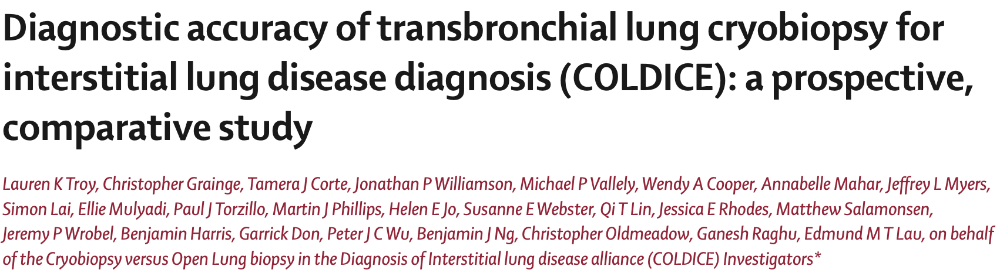 Diagnostic accuracy of transbronchial lung cryobiopsy for
interstitial lung disease diagnosis (COLDICE): a prospective,
comparative study
Lauren K Troy, Christopher Grainge, Tamera J Corte, Jonathan P Williamson, Michael P Vallely, Wendy A Cooper, Annabelle Mahar, Jeffrey L Myers,
Simon Lai, Ellie Mulyadi, Paul J Torzillo, Martin J Phillips, Helen E Jo, Susanne E Webster, Qi T Lin, Jessica E Rhodes, Matthew Salamonsen,
Jeremy P Wrobel, Benjamin Harris, Garrick Don, Peter J C Wu, Benjamin J Ng, Christopher Oldmeadow, Ganesh Raghu, Edmund M T Lau, on behalf
of the Cryobiopsy versus Open Lung biopsy in the Diagnosis of Interstitial lung disease alliance (COLDICE) Investigators*